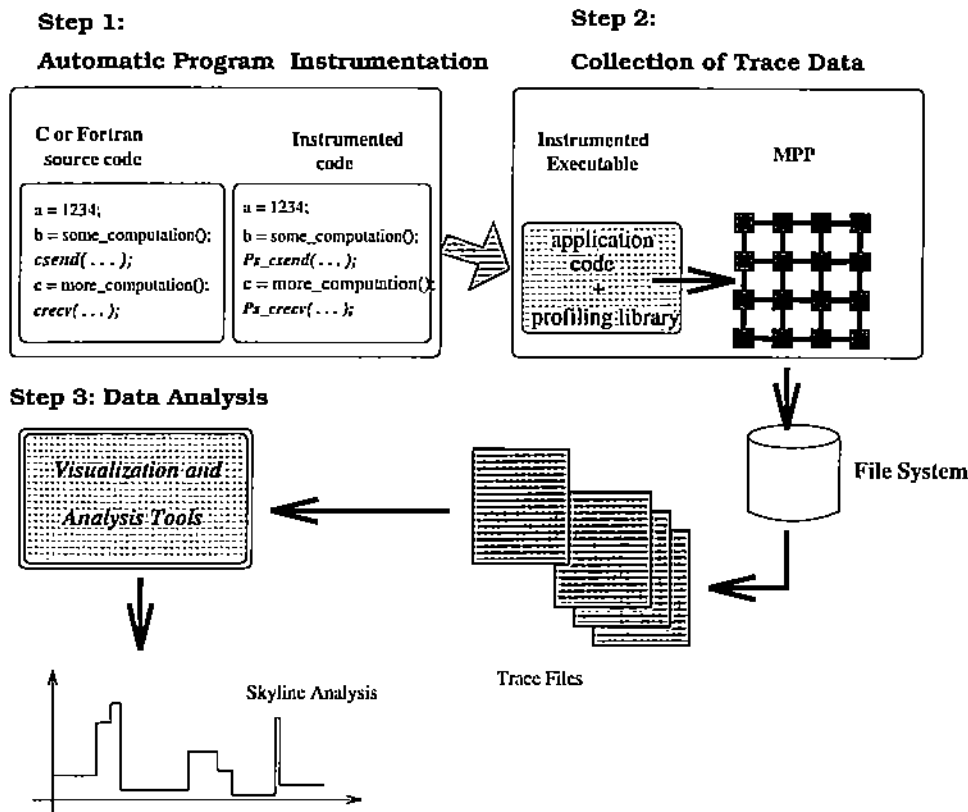 Step 1:
Automatic Program Instrumentation
C or Fortran
source code
a = 1234;
b = some_computation();
csend( . . . );
c = more_computation();
crecv( . . . );
Instrumented
code
a = 1234;
b = some_computation();
Ps_csend( . . . );
c = more_computation();
Ps_crecv( . . . );
Step 2:
Collection of Trace Data
Instrumented
Executable
MPP
application
code
+
profiling library
File System
Step 3: Data Analysis
Visualization and
Analysis Tools
Trace Files
Skyline Analysis